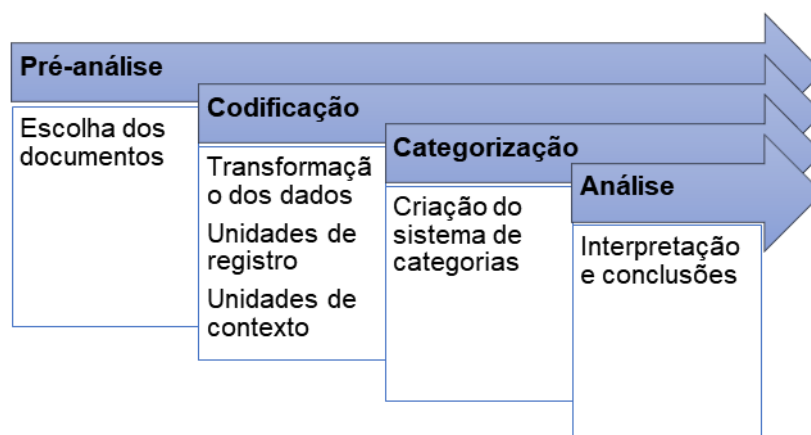 Pré-análise
Escolha dos
documentos
Codificação
Transformaçã
o dos dados
Unidades de
registro
Unidades de
contexto
Categorização
Criação do
sistema de
categorias
Análise
Interpretação
e conclusões